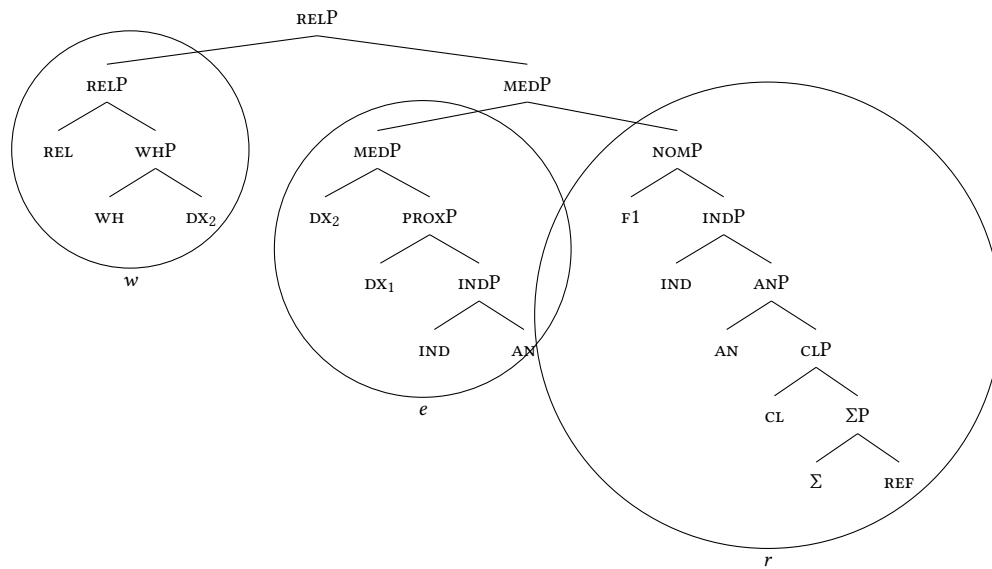 RELP
RELP MEDP
REL WHP MEDP NOMP
WH DX₂ DX₂ PROXP F1 INDP
w DX₁ INDP IND ANP
IND AN AN CLP
e CL ΣP
Σ REF
r